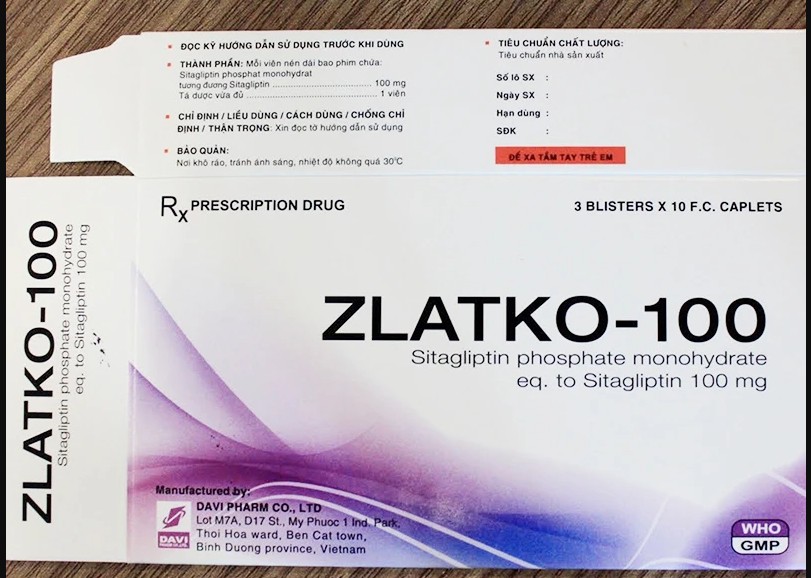 ĐỌC KỸ HƯỚNG DẪN SỬ DỤNG TRƯỚC KHI DÙNG
THÀNH PHẦN: Mỗi viên nén dài bao phim chứa:
Sitagliptin phosphat monohydrat
tương đương Sitagliptin ........................................ 100 mg
Tá dược vừa đủ ................................................. 1 viên
CHỈ ĐỊNH / LIỀU DÙNG / CÁCH DÙNG / CHỐNG CHỈ
ĐỊNH / THẬN TRỌNG: Xin đọc tờ hướng dẫn sử dụng
BẢO QUẢN:
Nơi khô ráo, tránh ánh sáng, nhiệt độ không quá 30°C
TIÊU CHUẨN CHẤT LƯỢNG:
Tiêu chuẩn nhà sản xuất
Số lô SX :
Ngày SX :
Hạn dùng :
SĐK :
ĐỂ XA TẦM TAY TRẺ EM
Rx PRESCRIPTION DRUG
3 BLISTERS X 10 F.C. CAPLETS
ZLATKO-100
Sitagliptin phosphate monohydrate
eq. to Sitagliptin 100 mg
ZLATKO-100
Sitagliptin phosphate monohydrate
eq. to Sitagliptin 100 mg
Manufactured by:
DAVI PHARM CO., LTD
Lot M7A, D17 St., My Phuoc 1 Ind. Park,
Thoi Hoa ward, Ben Cat town,
Binh Duong province, Vietnam
DAVI
WHO
GMP